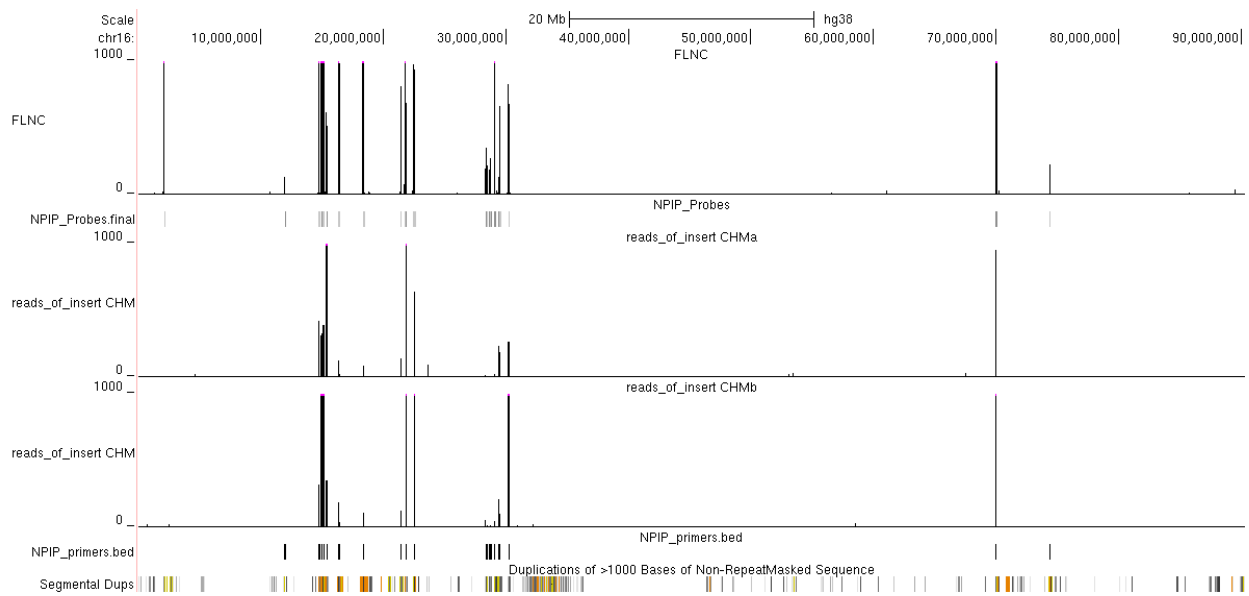 Scale 20 Mb hg38
chr16: 10,000,000 20,000,000 30,000,000 40,000,000 50,000,000 60,000,000 70,000,000 80,000,000 90,000,000
FLNC
1000 _
FLNC
0 _
NPIP_Probes
NPIP_Probes.final
reads_of_insert CHMa
1000 _
reads_of_insert CHM
0 _
reads_of_insert CHMb
1000 _
reads_of_insert CHM
0 _
NPIP_primers.bed
NPIP_primers.bed
Duplications of >1000 Bases of Non-RepeatMasked Sequence
Segmental Dups